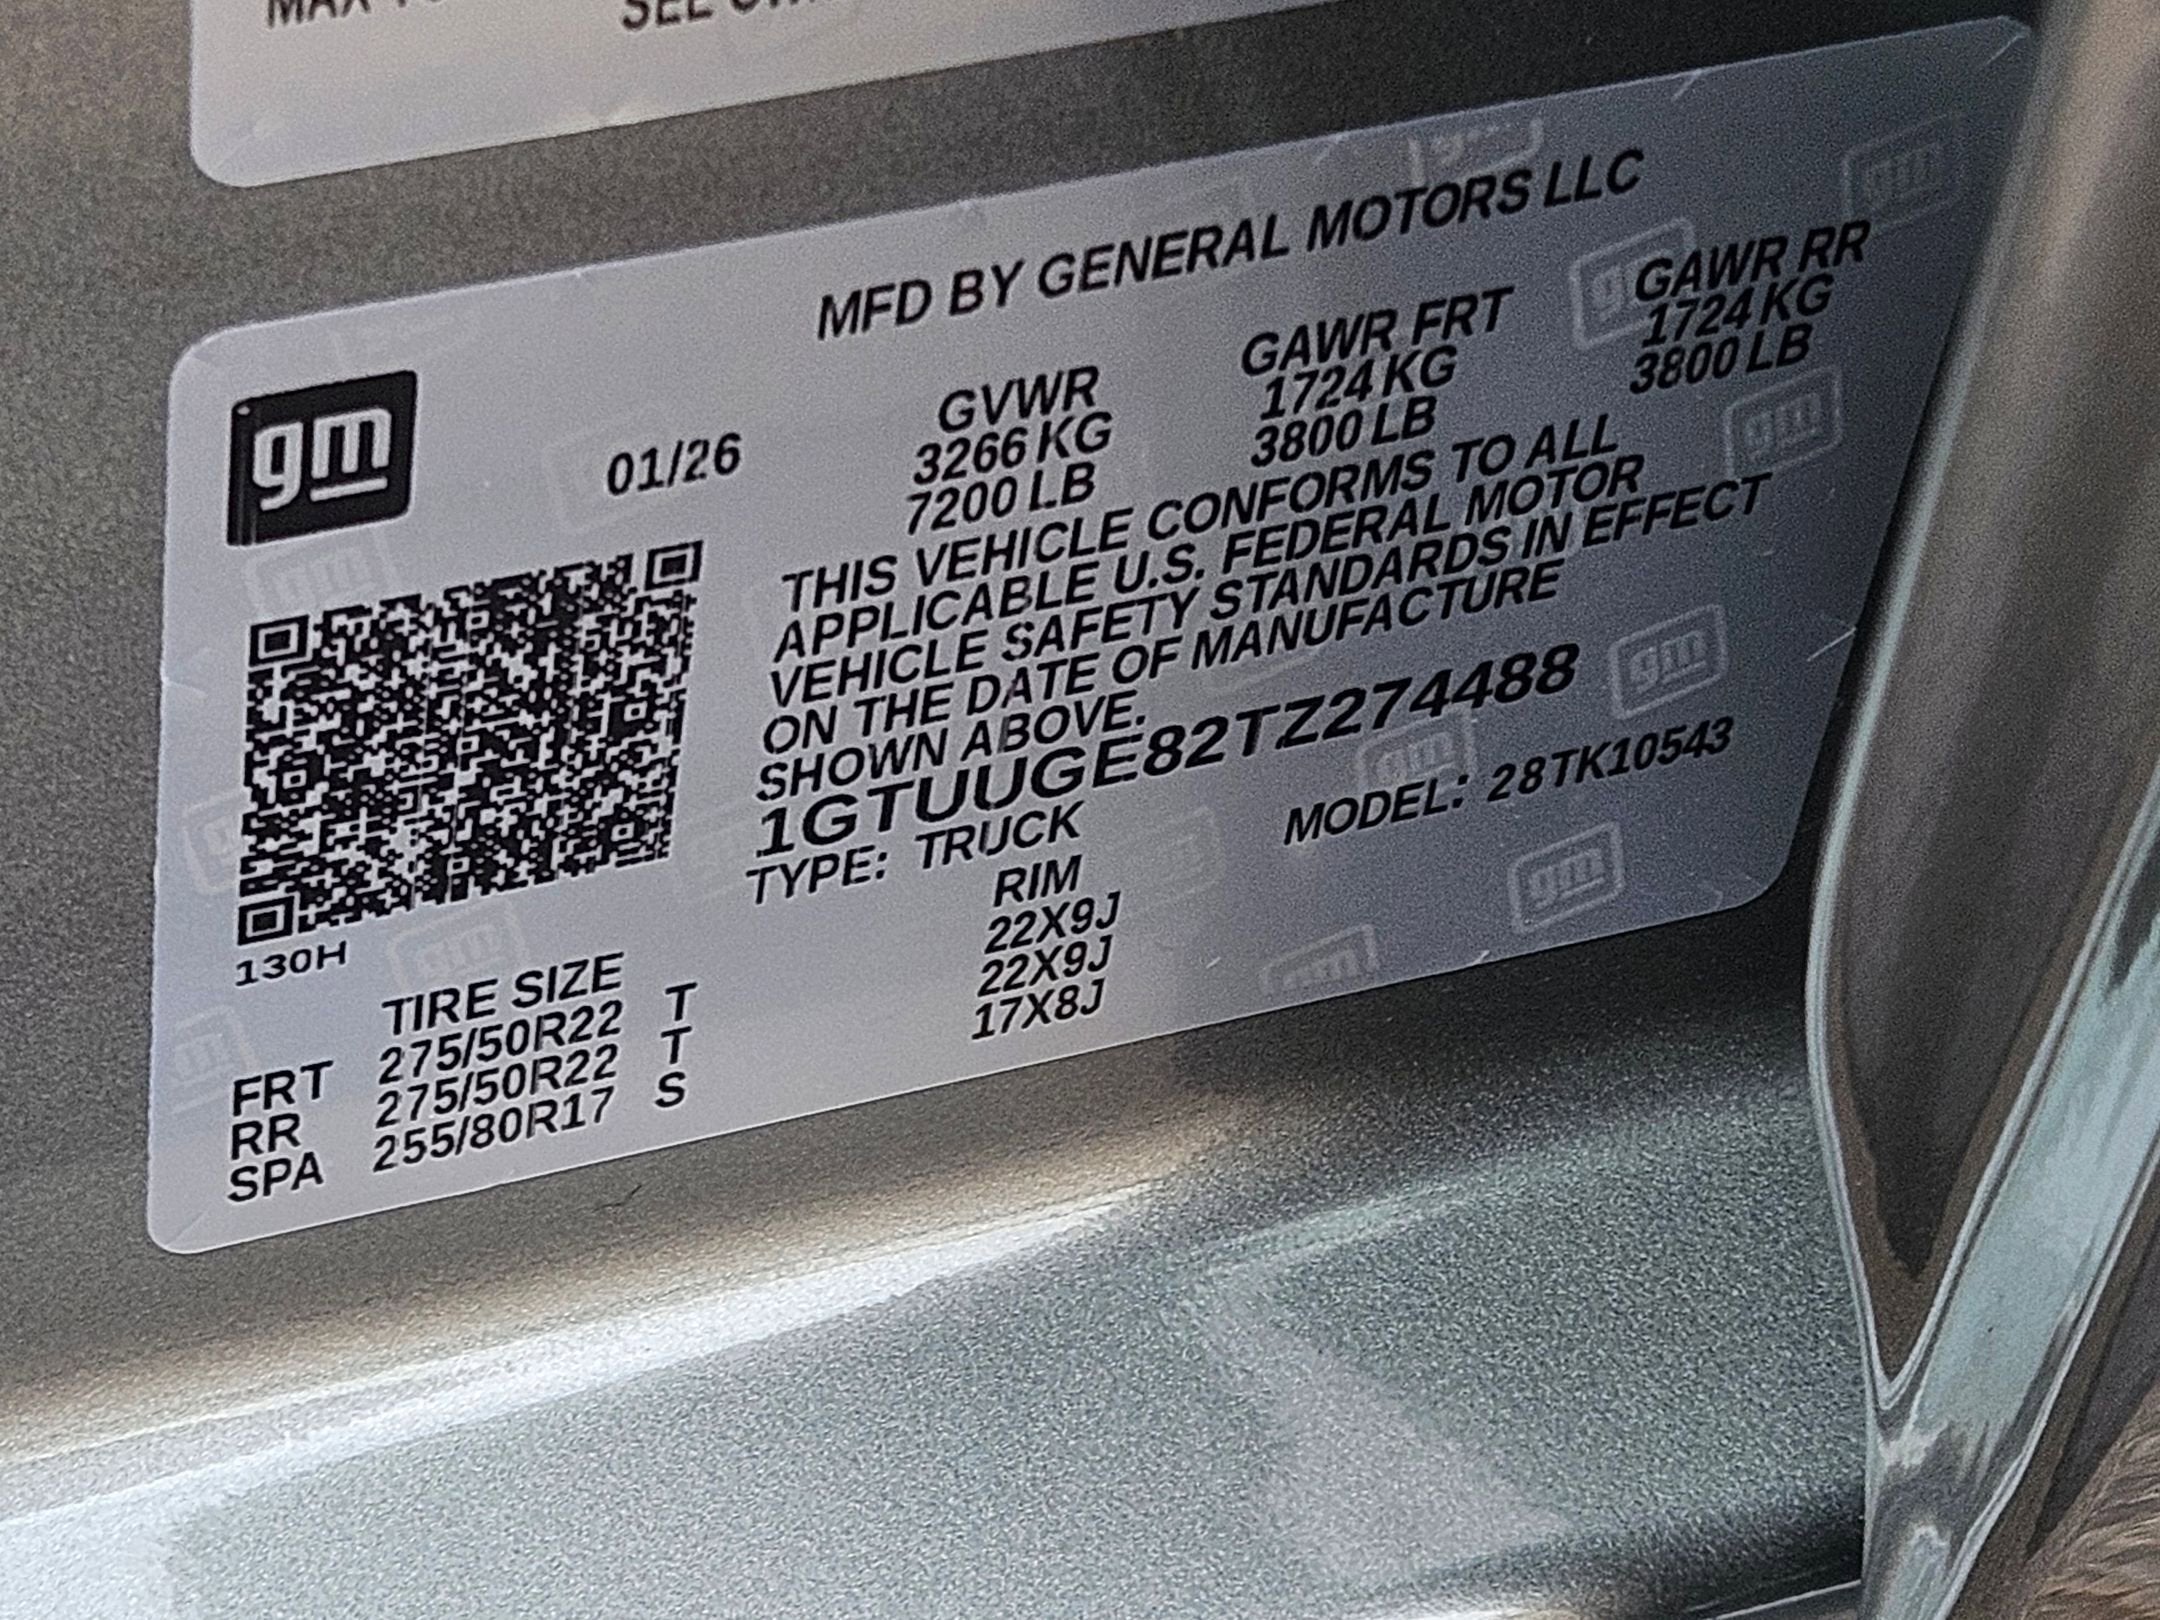 MFD BY GENERAL MOTORS LLC
gm
01/26
GVWR GAWR FRT GAWR RR
3266 KG 1724 KG 1724 KG
7200 LB 3800 LB 3800 LB
THIS VEHICLE CONFORMS TO ALL
APPLICABLE U.S. FEDERAL MOTOR
VEHICLE SAFETY STANDARDS IN EFFECT
ON THE DATE OF MANUFACTURE
SHOWN ABOVE.
1GTUUGE82TZ274488
TYPE: TRUCK MODEL: 28TK10543
130H
TIRE SIZE RIM
FRT 275/50R22 T 22X9J
RR 275/50R22 T 22X9J
SPA 255/80R17 S 17X8J